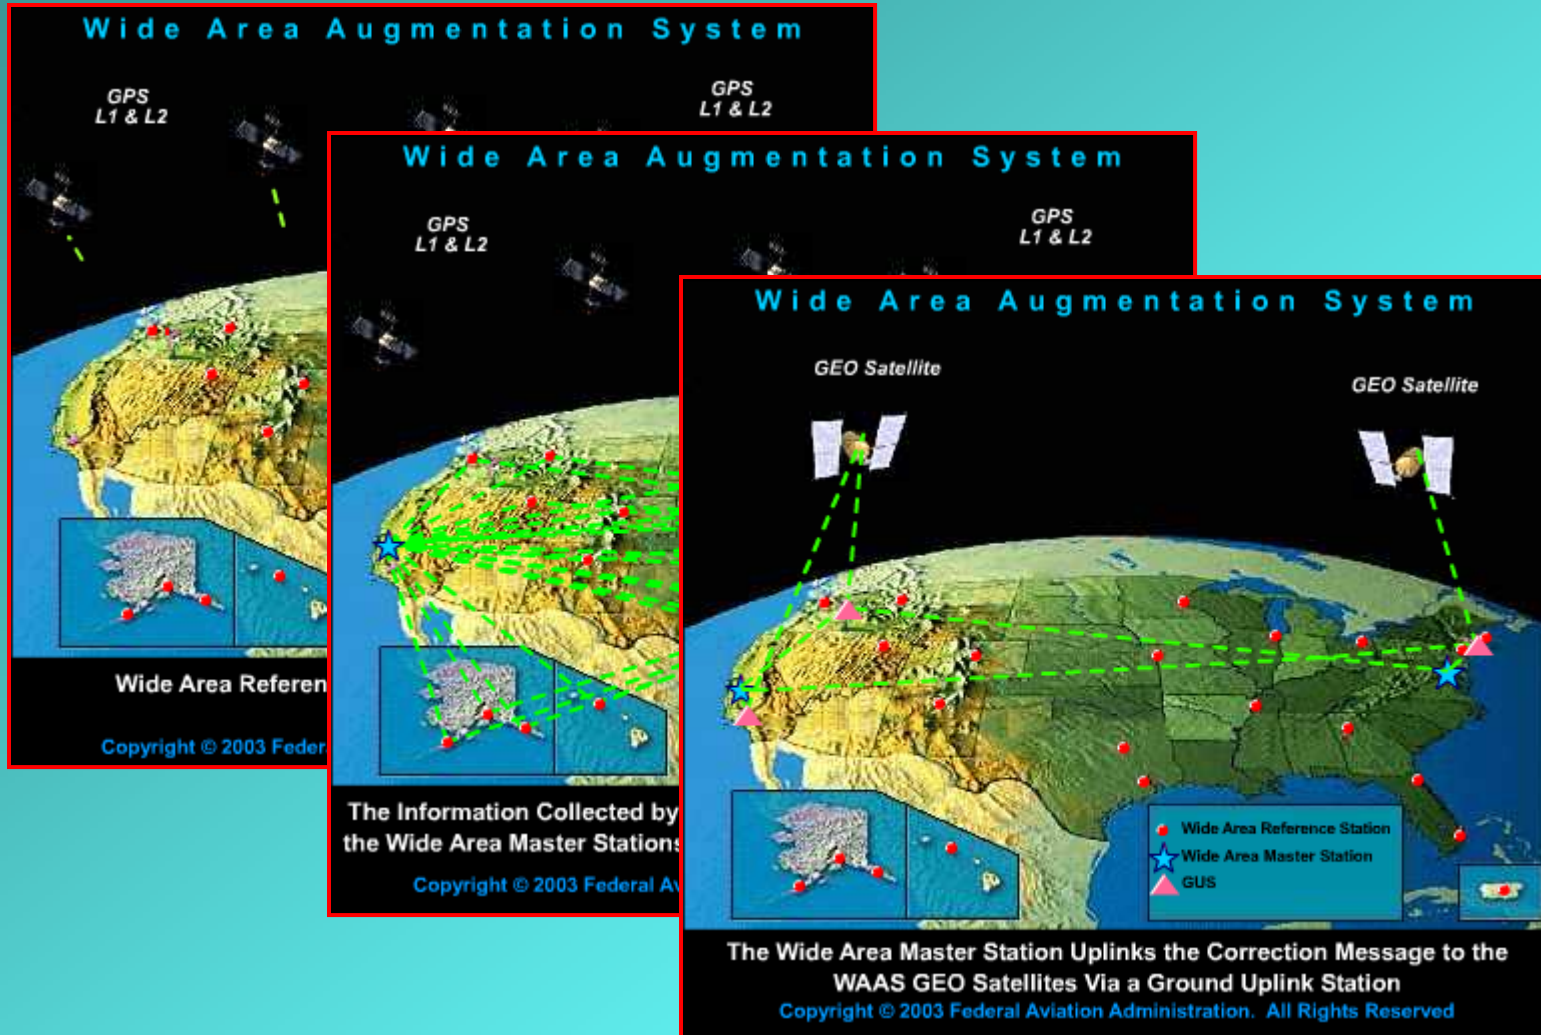 Wide Area Augmentation System
GPS
L1 & L2
GPS
L1 & L2
Wide Area Referen
Copyright © 2003 Feder
Wide Area Augmentation System
GPS
L1 & L2
GPS
L1 & L2
The Information Collected by
the Wide Area Master Stations
Copyright © 2003 Federal Av
Wide Area Augmentation System
GEO Satellite
GEO Satellite
Wide Area Reference Station
Wide Area Master Station
GUS
The Wide Area Master Station Uplinks the Correction Message to the
WAAS GEO Satellites Via a Ground Uplink Station
Copyright © 2003 Federal Aviation Administration. All Rights Reserved